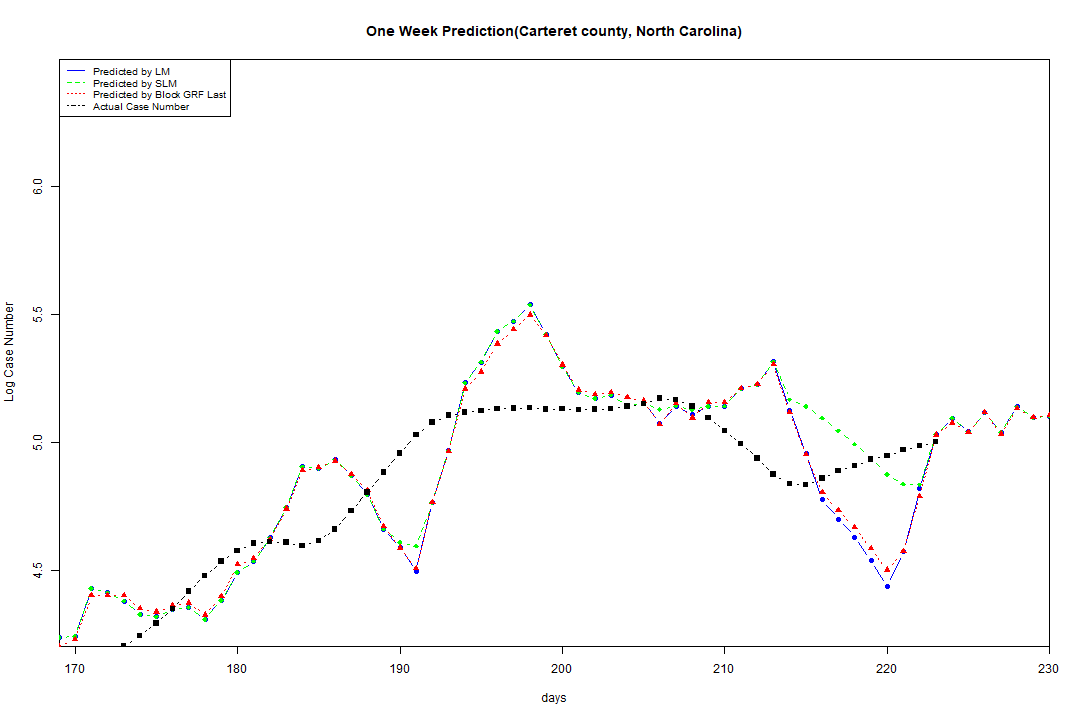 One Week Prediction(Carteret county, North Carolina)
Predicted by LM
Predicted by SLM
Predicted by Block GRF Last
Actual Case Number
6.0
5.5
5.0
4.5
Log Case Number
170 180 190 200 210 220 230
days